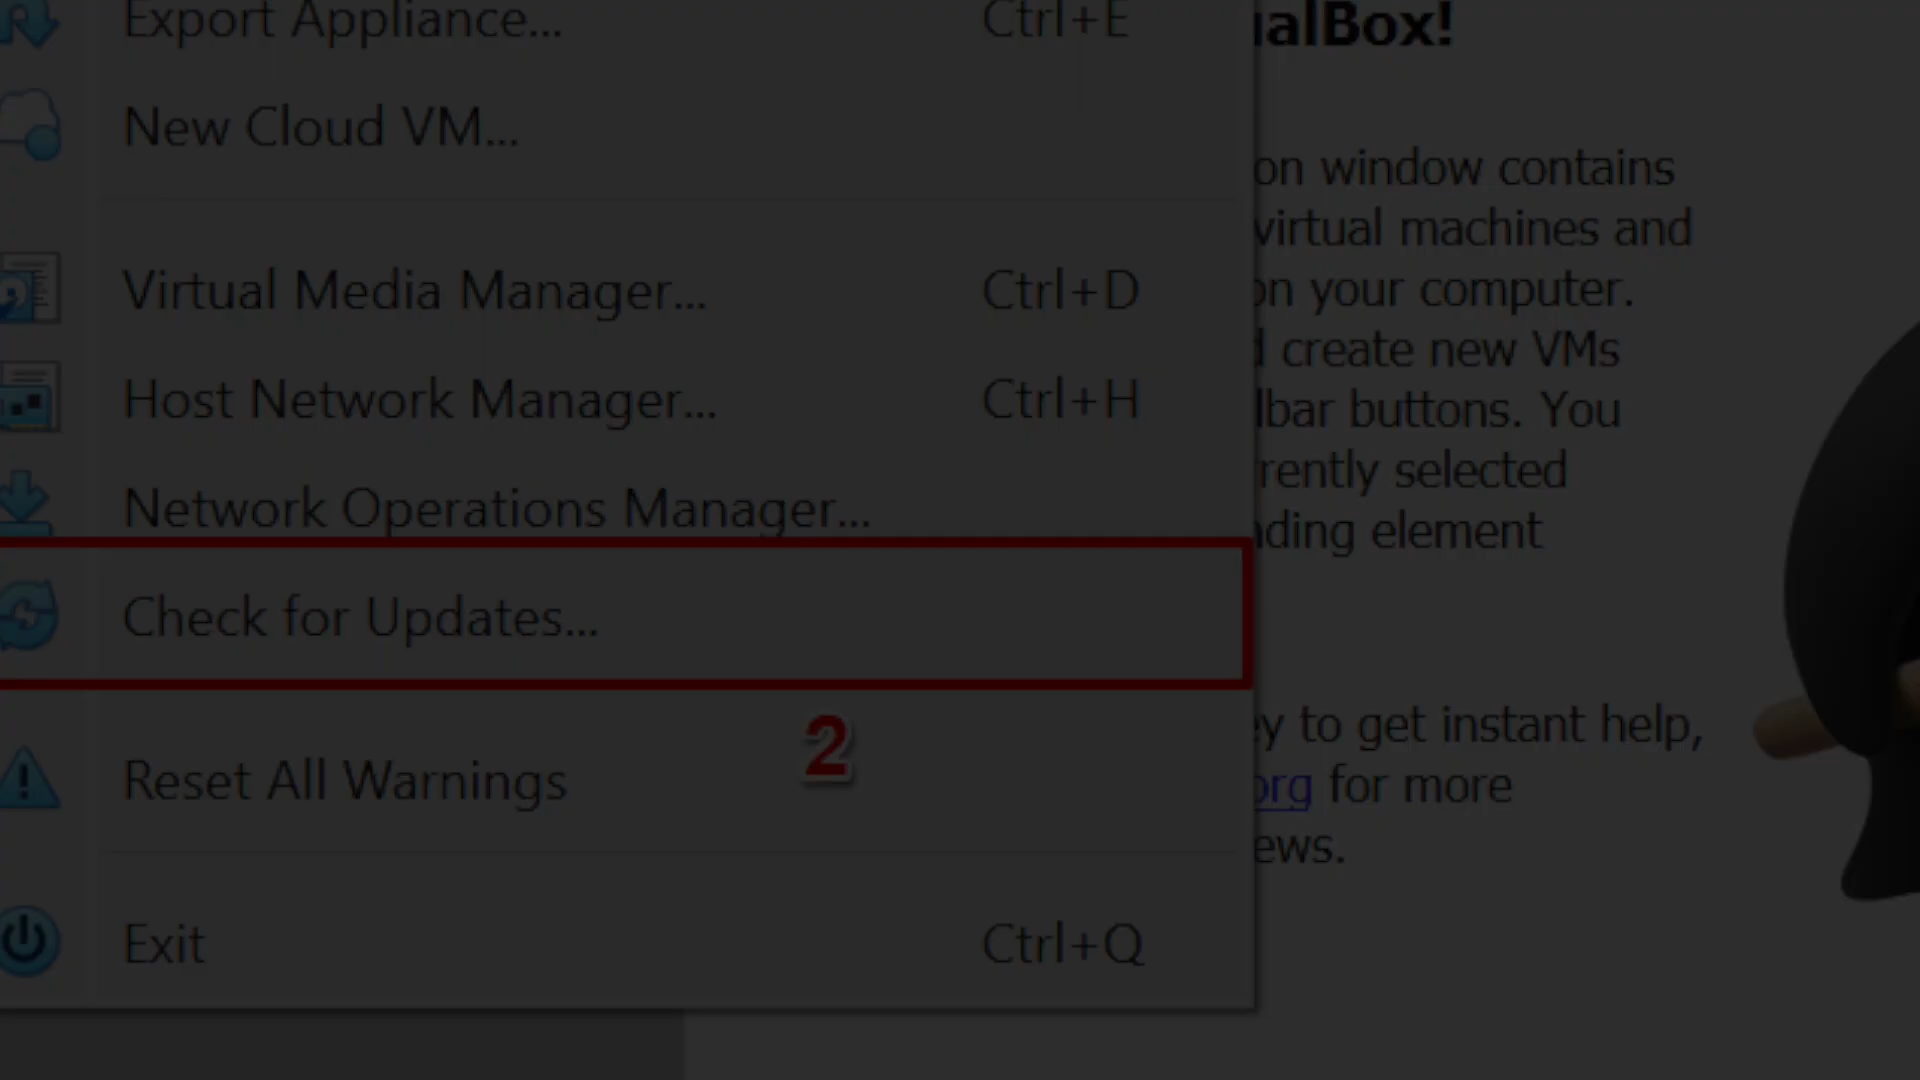 Export Appliance... Ctrl+E
New Cloud VM...
Virtual Media Manager... Ctrl+D
Host Network Manager... Ctrl+H
Network Operations Manager...
Check for Updates...
2
Reset All Warnings
Exit Ctrl+Q
ualBox!
on window contains
virtual machines and
on your computer.
d create new VMs
lbar buttons. You
rently selected
nding element
ey to get instant help,
org for more
ews.